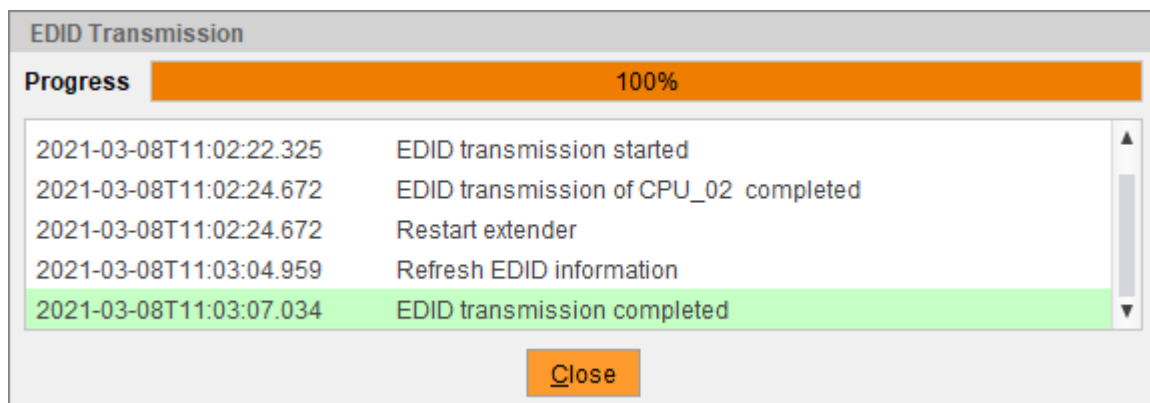 EDID Transmission
Progress 100%
2021-03-08T11:02:22.325 EDID transmission started
2021-03-08T11:02:24.672 EDID transmission of CPU_02 completed
2021-03-08T11:02:24.672 Restart extender
2021-03-08T11:03:04.959 Refresh EDID information
2021-03-08T11:03:07.034 EDID transmission completed
Close